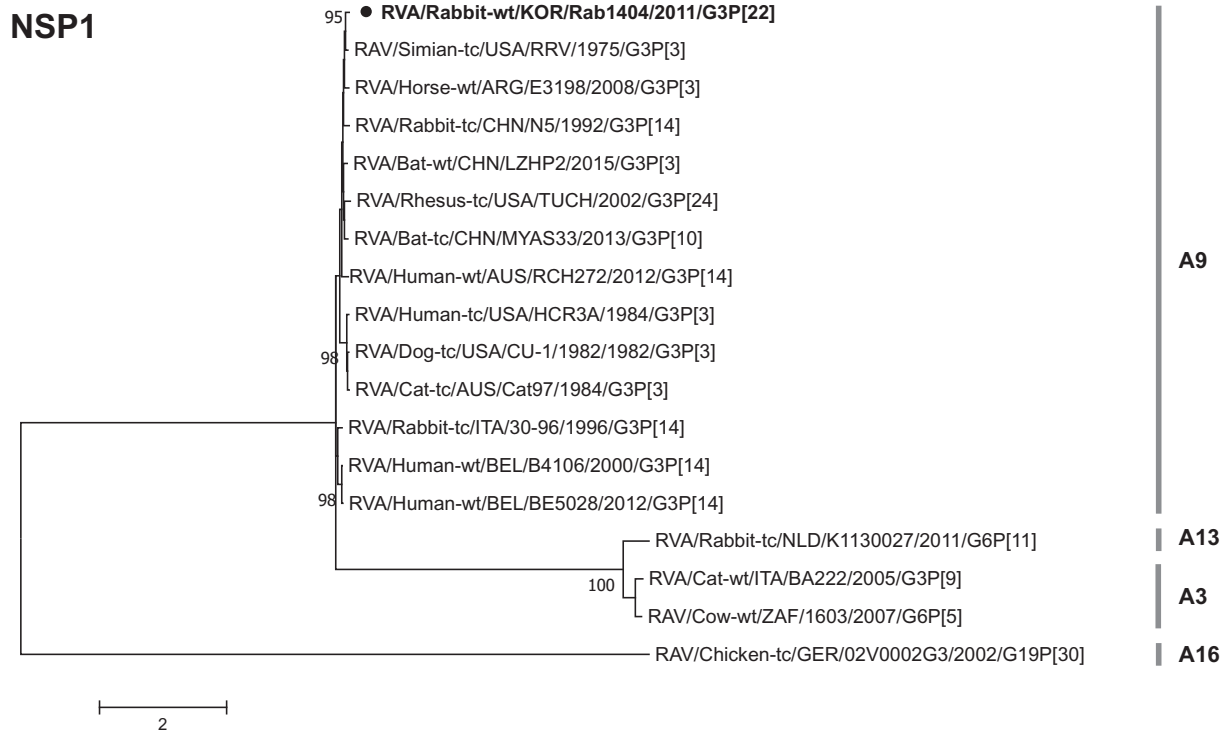 NSP1
95 ● RVA/Rabbit-wt/KOR/Rab1404/2011/G3P[22]
RAV/Simian-tc/USA/RRV/1975/G3P[3]
RVA/Horse-wt/ARG/E3198/2008/G3P[3]
RVA/Rabbit-tc/CHN/N5/1992/G3P[14]
RVA/Bat-wt/CHN/LZHP2/2015/G3P[3]
RVA/Rhesus-tc/USA/TUCH/2002/G3P[24]
RVA/Bat-tc/CHN/MYAS33/2013/G3P[10]
A9
RVA/Human-wt/AUS/RCH272/2012/G3P[14]
RVA/Human-tc/USA/HCR3A/1984/G3P[3]
98 RVA/Dog-tc/USA/CU-1/1982/1982/G3P[3]
RVA/Cat-tc/AUS/Cat97/1984/G3P[3]
RVA/Rabbit-tc/ITA/30-96/1996/G3P[14]
RVA/Human-wt/BEL/B4106/2000/G3P[14]
98 RVA/Human-wt/BEL/BE5028/2012/G3P[14]
RVA/Rabbit-tc/NLD/K1130027/2011/G6P[11] A13
100 RVA/Cat-wt/ITA/BA222/2005/G3P[9]
A3
RAV/Cow-wt/ZAF/1603/2007/G6P[5]
RAV/Chicken-tc/GER/02V0002G3/2002/G19P[30] A16
2